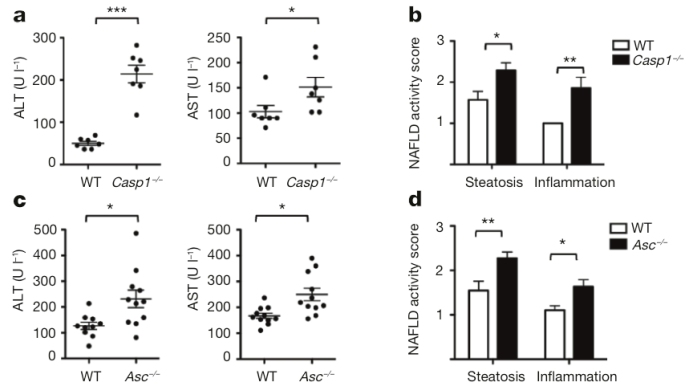 a
***
ALT (U l⁻¹)
300
200
100
0
WT Casp1⁻/⁻
*
AST (U l⁻¹)
250
200
150
100
50
0
WT Casp1⁻/⁻
b
NAFLD activity score
3
2
1
*
**
WT
Casp1⁻/⁻
Steatosis Inflammation
c
*
ALT (U l⁻¹)
500
400
300
200
100
0
WT Asc⁻/⁻
*
AST (U l⁻¹)
500
400
300
200
100
0
WT Asc⁻/⁻
d
NAFLD activity score
3
2
1
**
*
WT
Asc⁻/⁻
Steatosis Inflammation